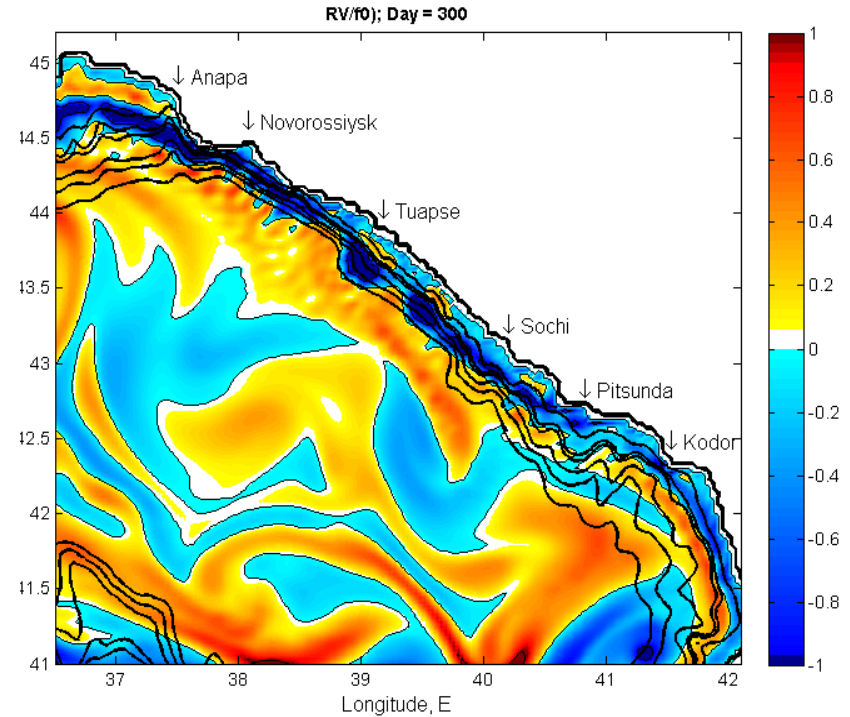 RV/f0); Day = 300
45
↓ Anapa
↓ Novorossiysk
14.5
↓ Tuapse
44
13.5
↓ Sochi
43
↓ Pitsunda
12.5
↓ Kodor
42
11.5
41
37 38 39 40 41 42
Longitude, E
1
0.8
0.6
0.4
0.2
0
-0.2
-0.4
-0.6
-0.8
-1